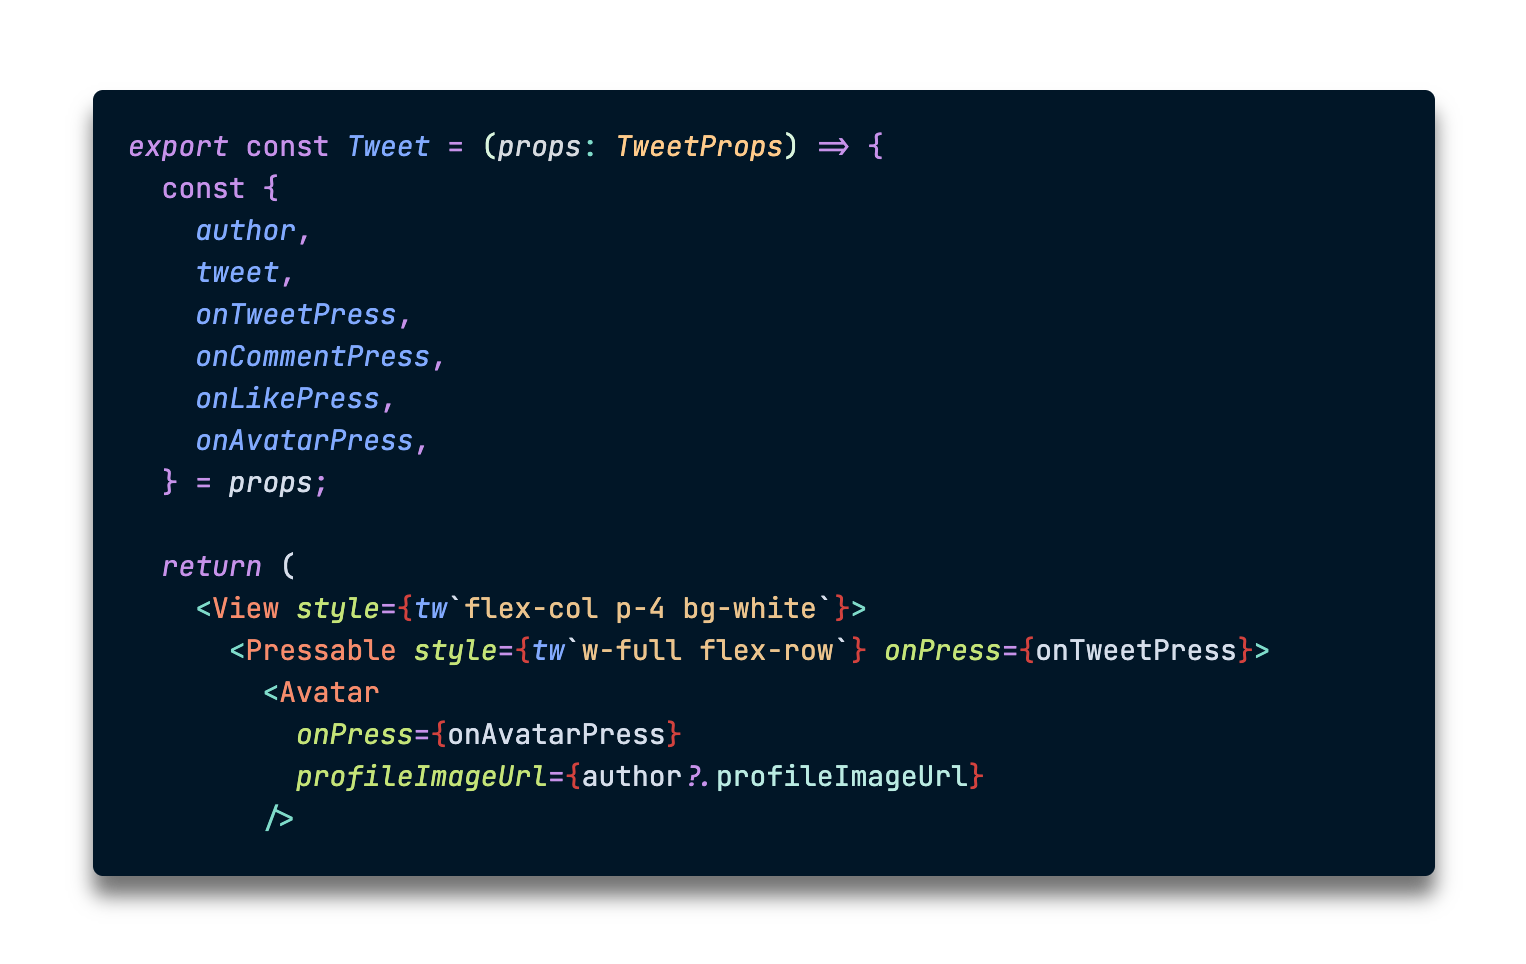 export const Tweet = (props: TweetProps) => {
  const {
    author,
    tweet,
    onTweetPress,
    onCommentPress,
    onLikePress,
    onAvatarPress,
  } = props;

  return (
    <View style={tw`flex-col p-4 bg-white`}>
      <Pressable style={tw`w-full flex-row`} onPress={onTweetPress}>
        <Avatar
          onPress={onAvatarPress}
          profileImageUrl={author?.profileImageUrl}
        />